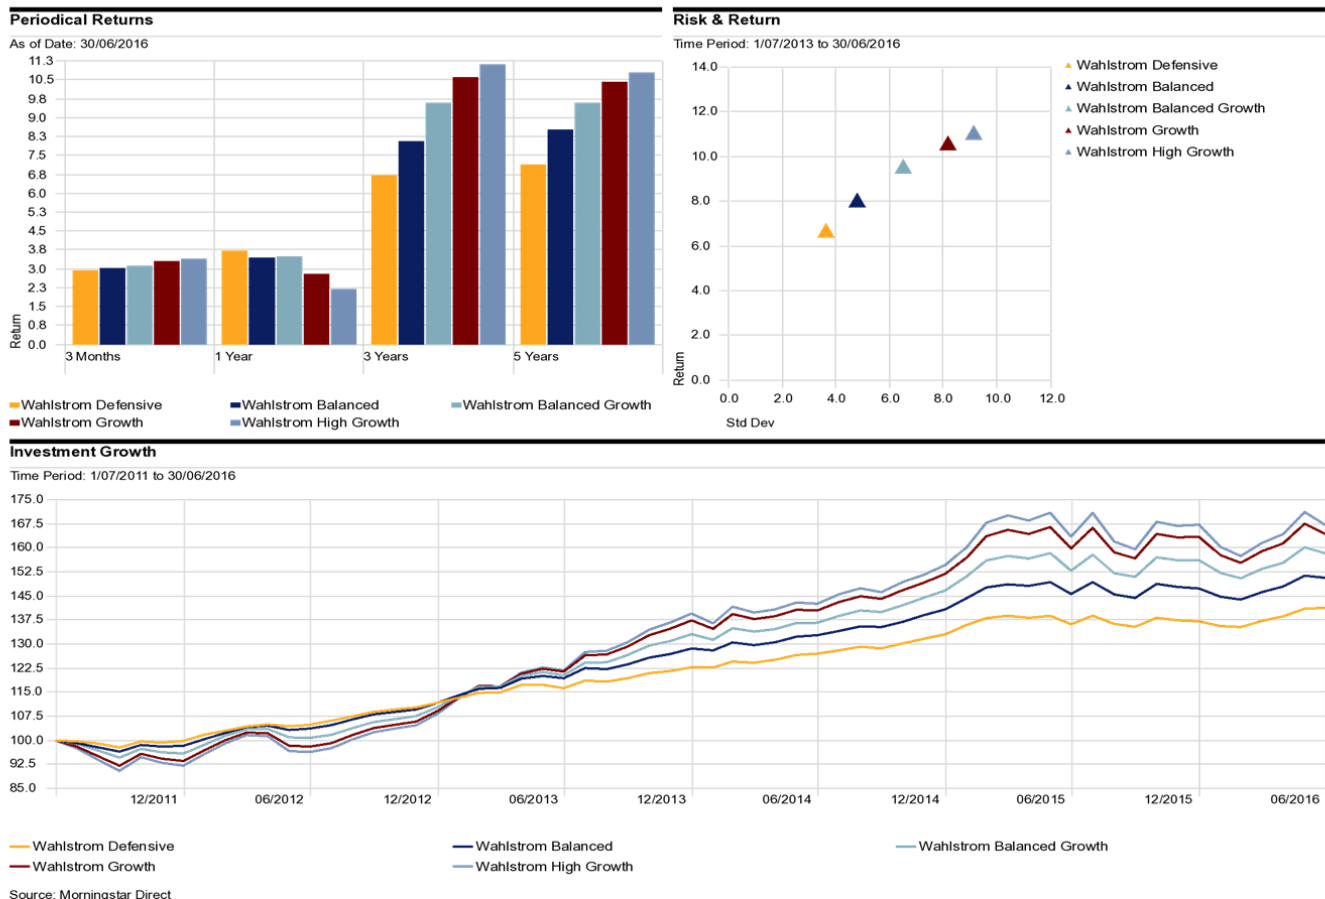 Periodical Returns
As of Date: 30/06/2016
11.3
10.5
9.8
9.0
8.3
7.5
6.8
6.0
5.3
4.5
3.8
3.0
2.3
1.5
0.8
0.0
Return
3 Months 1 Year 3 Years 5 Years
Wahlstrom Defensive Wahlstrom Balanced Wahlstrom Balanced Growth
Wahlstrom Growth Wahlstrom High Growth
Risk & Return
Time Period: 1/07/2013 to 30/06/2016
14.0
12.0
10.0
8.0
6.0
4.0
2.0
0.0
Return
0.0 2.0 4.0 6.0 8.0 10.0 12.0
Std Dev
Wahlstrom Defensive
Wahlstrom Balanced
Wahlstrom Balanced Growth
Wahlstrom Growth
Wahlstrom High Growth
Investment Growth
Time Period: 1/07/2011 to 30/06/2016
175.0
167.5
160.0
152.5
145.0
137.5
130.0
122.5
115.0
107.5
100.0
92.5
85.0
12/2011 06/2012 12/2012 06/2013 12/2013 06/2014 12/2014 06/2015 12/2015 06/2016
Wahlstrom Defensive Wahlstrom Balanced Wahlstrom Balanced Growth
Wahlstrom Growth Wahlstrom High Growth
Source: Morningstar Direct